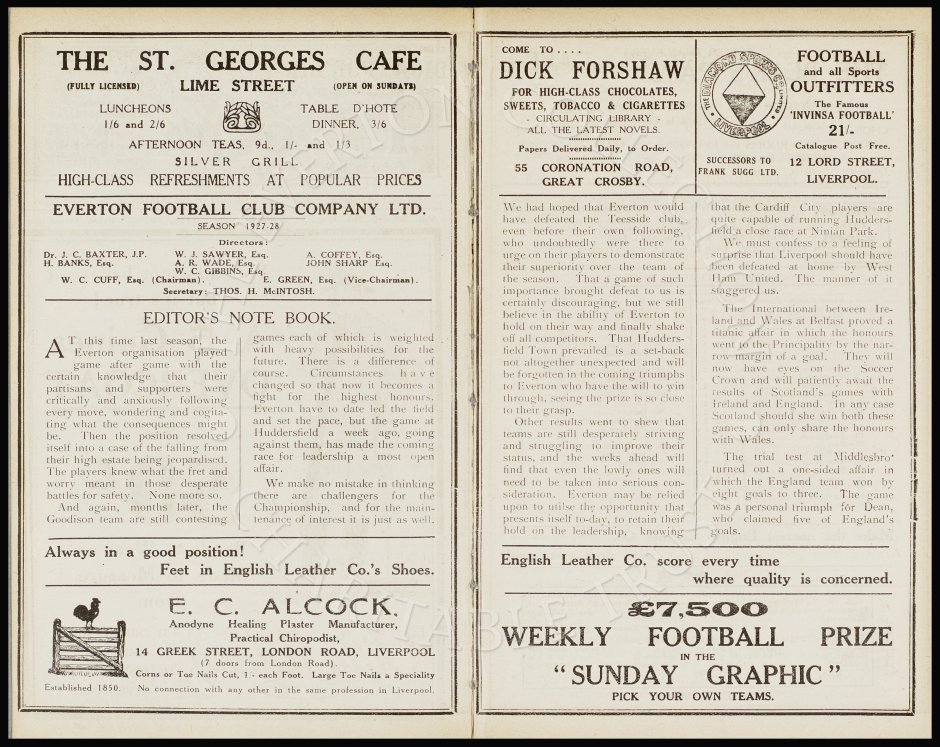 THE ST. GEORGES CAFE
(FULLY LICENSED) LIME STREET (OPEN ON SUNDAYS)
LUNCHEONS TABLE D'HOTE
1/6 and 2/6 DINNER, 3/6
AFTERNOON TEAS, 9d., 1/- and 1/3
SILVER GRILL
HIGH-CLASS REFRESHMENTS AT POPULAR PRICES
EVERTON FOOTBALL CLUB COMPANY LTD.
SEASON 1927-28
Directors:
Dr. J. C. BAXTER, J.P. W. J. SAWYER, Esq. A. COFFEY, Esq.
H. BANKS, Esq. A. R. WADE, Esq. JOHN SHARP Esq.
W. C. GIBBINS, Esq.
W. C. CUFF, Esq. (Chairman). E. GREEN, Esq. (Vice-Chairman).
Secretary: THOS. H. McINTOSH.
EDITOR'S NOTE BOOK.
AT this time last season, the
Everton organisation played
game after game with the
certain knowledge that their
partisans and supporters were
critically and anxiously following
every move, wondering and cogita-
ting what the consequences might
be. Then the position resolved
itself into a case of the falling from
their high estate being jeopardised.
The players knew what the fret and
worry meant in those desperate
battles for safety. None more so.
And again, months later, the
Goodison team are still contesting
games each of which is weighted
with heavy possibilities for the
future. There is a difference of
course. Circumstances have
changed so that now it becomes a
fight for the highest honours.
Everton have to date led the field
and set the pace, but the game at
Huddersfield a week ago, going
against them, has made the coming
race for leadership a most open
affair.
We make no mistake in thinking
there are challengers for the
Championship, and for the main-
tenance of interest it is just as well.
Always in a good position!
Feet in English Leather Co.'s Shoes.
E. C. ALCOCK,
Anodyne Healing Plaster Manufacturer,
Practical Chiropodist,
14 GREEK STREET, LONDON ROAD, LIVERPOOL
(7 doors from London Road).
Corns or Toe Nails Cut, 1/- each Foot. Large Toe Nails a Speciality
Established 1850. No connection with any other in the same profession in Liverpool.
COME TO ....
DICK FORSHAW
FOR HIGH-CLASS CHOCOLATES,
SWEETS, TOBACCO & CIGARETTES
- CIRCULATING LIBRARY -
ALL THE LATEST NOVELS.
Papers Delivered Daily, to Order.
55 CORONATION ROAD,
GREAT CROSBY.
THE DIAMOND SPORTS CO. LIMITED
LIVERPOOL
SUCCESSORS TO
FRANK SUGG LTD.
FOOTBALL
and all Sports
OUTFITTERS
The Famous
'INVINSA FOOTBALL'
21/-
Catalogue Post Free.
12 LORD STREET,
LIVERPOOL.
We had hoped that Everton would
have defeated the Teesside club,
even before their own following,
who undoubtedly were there to
urge on their players to demonstrate
their superiority over the team of
the season. That a game of such
importance brought defeat to us is
certainly discouraging, but we still
believe in the ability of Everton to
hold on their way and finally shake
off all competitors. That Hudders-
field Town prevailed is a set-back
not altogether unexpected and will
be forgotten in the coming triumphs
to Everton who have the will to win
through, seeing the prize is so close
to their grasp.
Other results went to shew that
teams are still desperately striving
and struggling to improve their
status, and the weeks ahead will
find that even the lowly ones will
need to be taken into serious con-
sideration. Everton may be relied
upon to utilse the opportunity that
presents itself to-day, to retain their
hold on the leadership, knowing
that the Cardiff City players are
quite capable of running Hudders-
field a close race at Ninian Park.
We must confess to a feeling of
surprise that Liverpool should have
been defeated at home by West
Ham United. The manner of it
staggered us.
The International between Ire-
land and Wales at Belfast proved a
titanic affair in which the honours
went to the Principality by the nar-
row margin of a goal. They will
now have eyes on the Soccer
Crown and will patiently await the
results of Scotland's games with
Ireland and England. In any case
Scotland should she win both these
games, can only share the honours
with Wales.
The trial test at Middlesbro'
turned out a one-sided affair in
which the England team won by
eight goals to three. The game
was a personal triumph for Dean,
who claimed five of England's
goals.
English Leather Co. score every time
where quality is concerned.
£7,500
WEEKLY FOOTBALL PRIZE
IN THE
"SUNDAY GRAPHIC"
PICK YOUR OWN TEAMS.